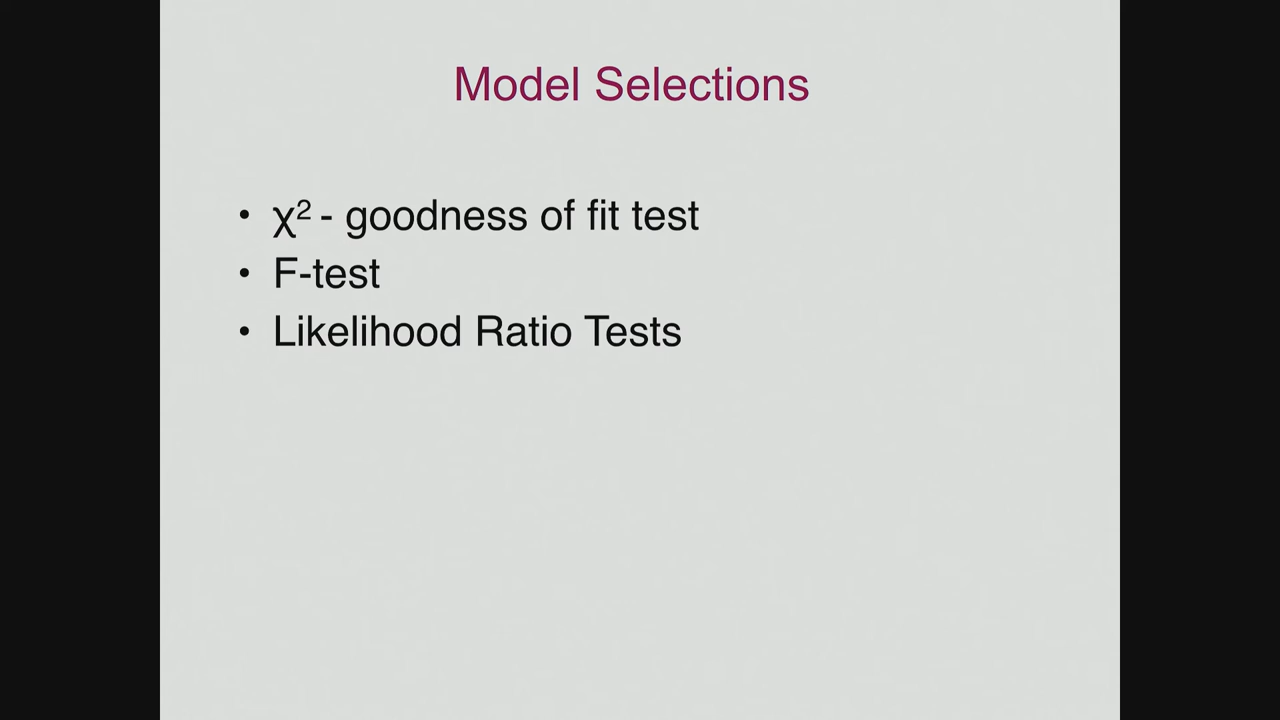 Model Selections
• χ² - goodness of fit test
• F-test
• Likelihood Ratio Tests